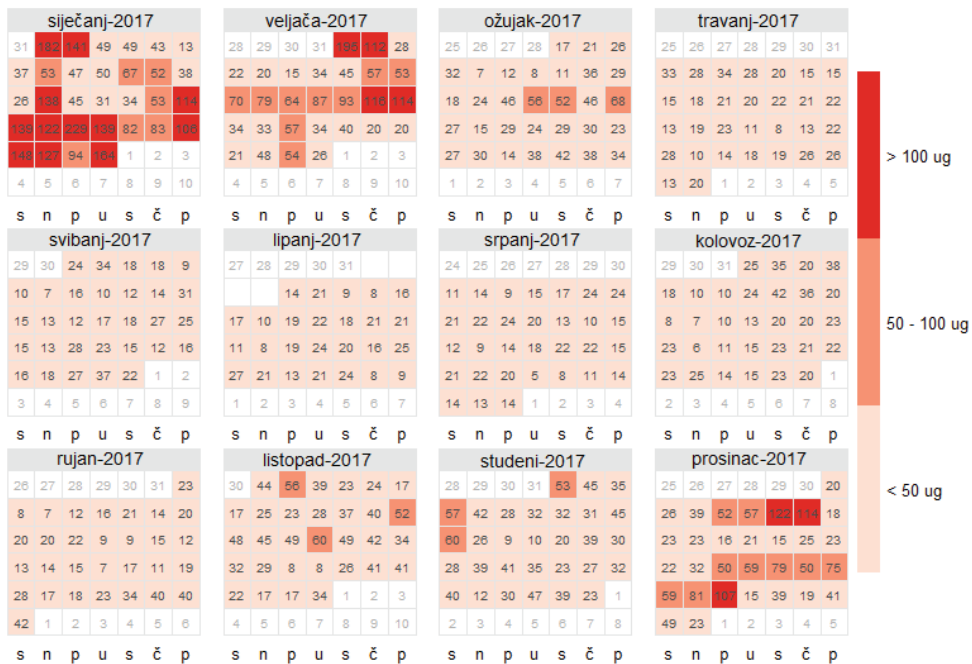 siječanj-2017
31 182 141 49 49 43 13
37 53 47 50 67 52 38
26 138 45 31 34 53 114
139 122 229 139 82 83 106
148 127 94 164 1 2 3
4 5 6 7 8 9 10
s n p u s č p
veljača-2017
28 29 30 31 195 112 28
22 20 15 34 45 57 53
70 79 64 87 93 116 114
34 33 57 34 40 20 20
21 48 54 26 1 2 3
4 5 6 7 8 9 10
s n p u s č p
ožujak-2017
25 26 27 28 17 21 26
32 7 12 8 11 36 29
18 24 46 56 52 46 68
27 15 29 24 29 30 23
27 30 14 38 42 38 34
1 2 3 4 5 6 7
s n p u s č p
travanj-2017
25 26 27 28 29 30 31
33 28 34 28 20 15 15
15 18 21 20 22 21 22
13 19 23 11 8 13 22
28 10 14 18 19 26 26
13 20 1 2 3 4 5
s n p u s č p
svibanj-2017
29 30 24 34 18 18 9
10 7 16 10 12 14 31
15 13 12 17 18 27 25
15 13 28 23 15 12 16
16 18 27 37 22 1 2
3 4 5 6 7 8 9
s n p u s č p
lipanj-2017
27 28 29 30 31
14 21 9 8 16
17 10 19 22 18 21 21
11 8 19 24 20 16 25
27 21 13 21 24 8 9
1 2 3 4 5 6 7
s n p u s č p
srpanj-2017
24 25 26 27 28 29 30
11 14 9 15 17 24 24
21 22 24 20 13 10 15
12 9 14 18 22 22 15
21 22 20 5 8 11 14
14 13 14 1 2 3 4
s n p u s č p
kolovoz-2017
29 30 31 25 35 20 38
18 10 10 24 42 36 20
8 7 10 13 20 20 23
23 6 11 15 23 21 22
23 25 14 15 23 20 1
2 3 4 5 6 7 8
s n p u s č p
rujan-2017
26 27 28 29 30 31 23
8 7 12 16 21 14 20
20 20 22 9 9 15 12
13 14 15 7 17 11 19
28 17 18 23 34 40 40
42 1 2 3 4 5 6
s n p u s č p
listopad-2017
30 44 56 39 23 24 17
17 25 23 28 37 40 52
48 45 49 60 49 42 34
32 29 8 8 26 41 41
22 17 17 34 1 2 3
4 5 6 7 8 9 10
s n p u s č p
studeni-2017
28 29 30 31 53 45 35
57 42 28 32 32 31 45
60 26 9 10 20 39 30
28 39 41 35 23 27 32
40 12 30 47 39 23 1
2 3 4 5 6 7 8
s n p u s č p
prosinac-2017
25 26 27 28 29 30 20
26 39 52 57 122 114 18
23 23 16 21 15 25 23
22 32 50 59 79 50 75
59 81 107 15 39 19 41
49 23 1 2 3 4 5
s n p u s č p
> 100 ug
50 - 100 ug
< 50 ug